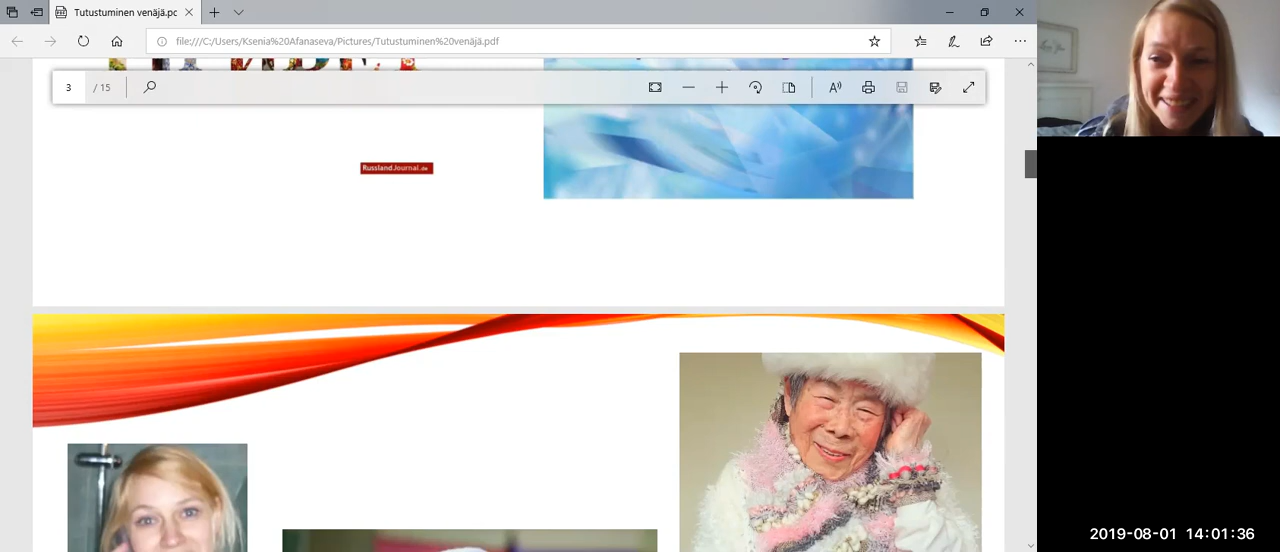 Tutustuminen venäjä.pc
file:///C:/Users/Ksenia%20Afanaseva/Pictures/Tutustuminen%20venäjä.pdf
3 / 15
RusslandJournal.de
2019-08-01 14:01:36